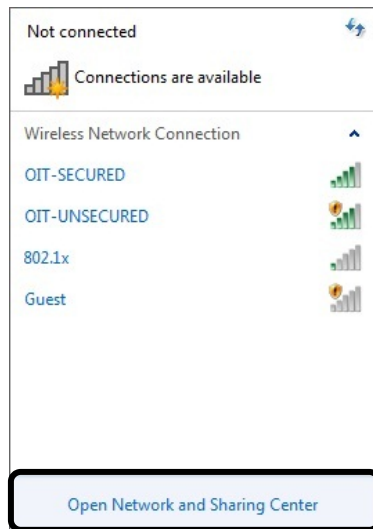 Not connected
Connections are available
Wireless Network Connection
OIT-SECURED
OIT-UNSECURED
802.1x
Guest
Open Network and Sharing Center